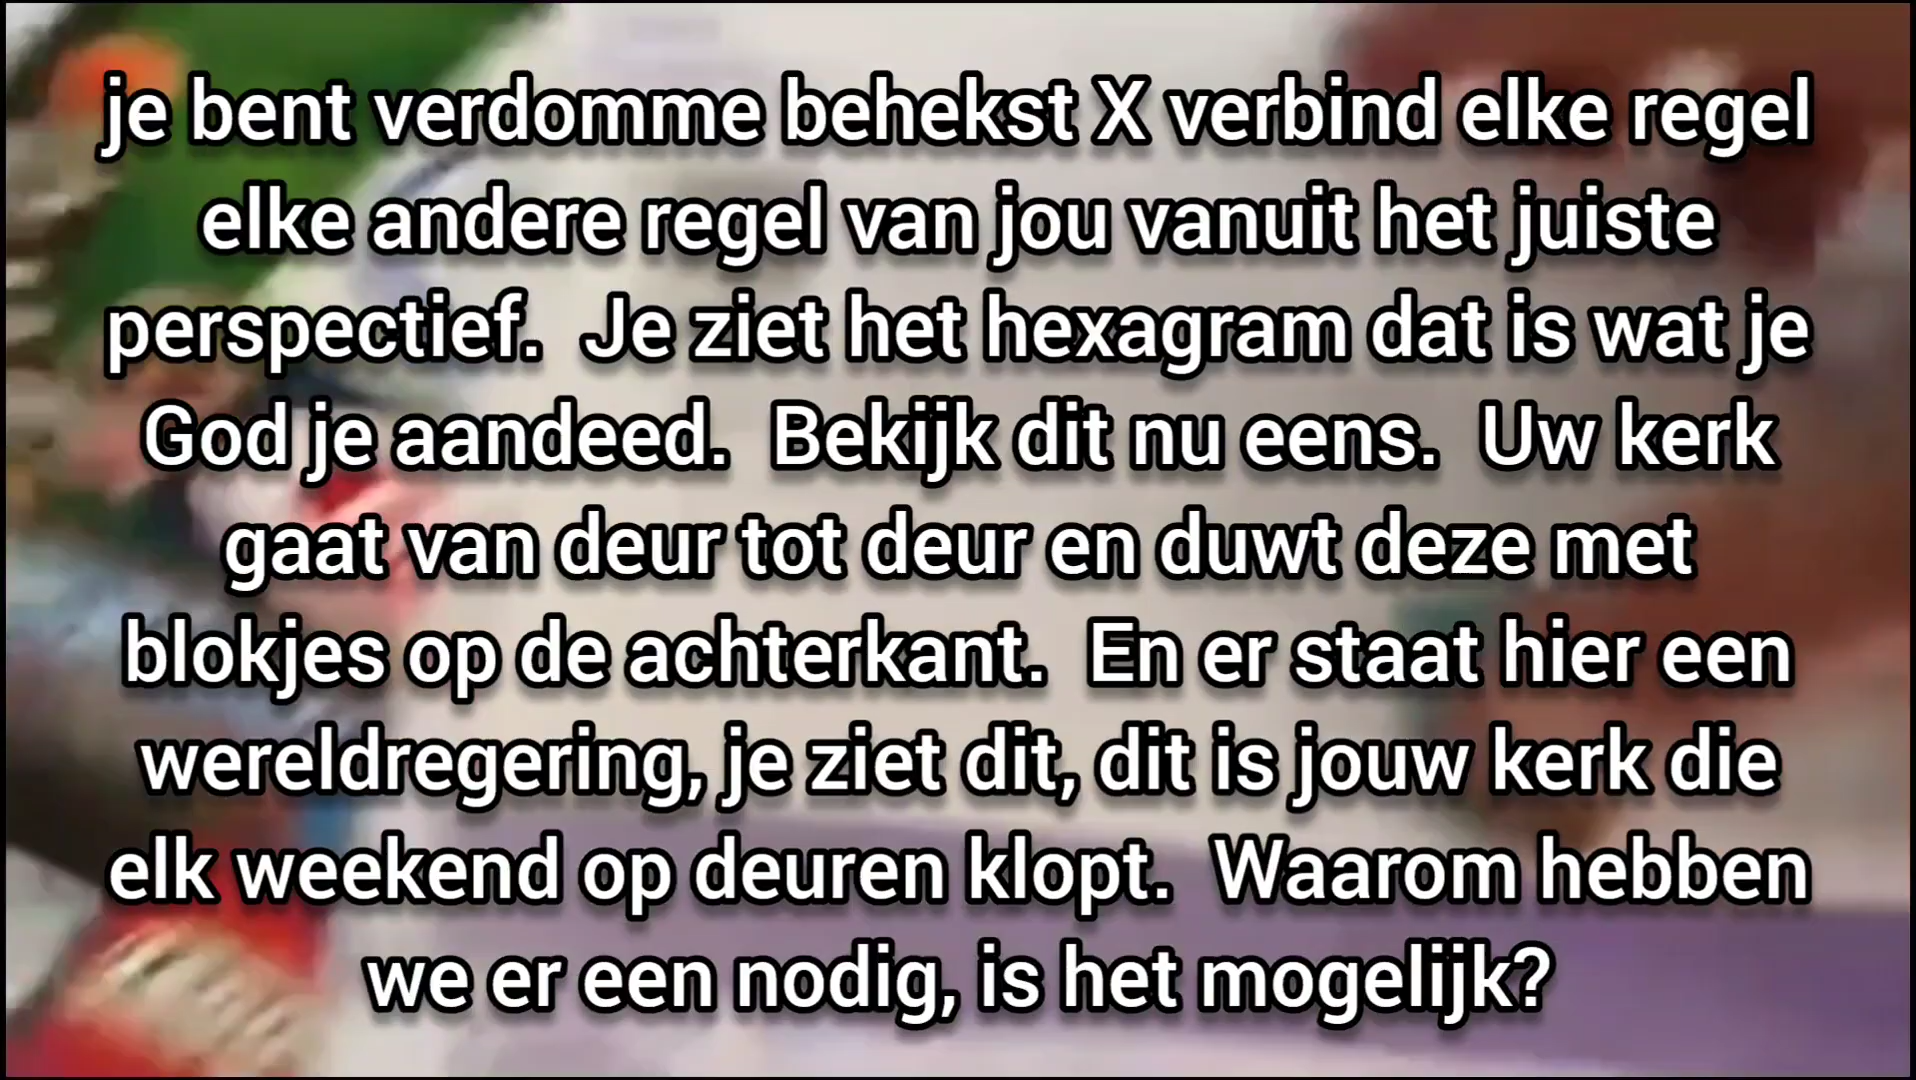 je bent verdomme behekst X verbind elke regel
elke andere regel van jou vanuit het juiste
perspectief.  Je ziet het hexagram dat is wat je
God je aandeed.  Bekijk dit nu eens.  Uw kerk
gaat van deur tot deur en duwt deze met
blokjes op de achterkant.  En er staat hier een
wereldregering, je ziet dit, dit is jouw kerk die
elk weekend op deuren klopt.  Waarom hebben
we er een nodig, is het mogelijk?